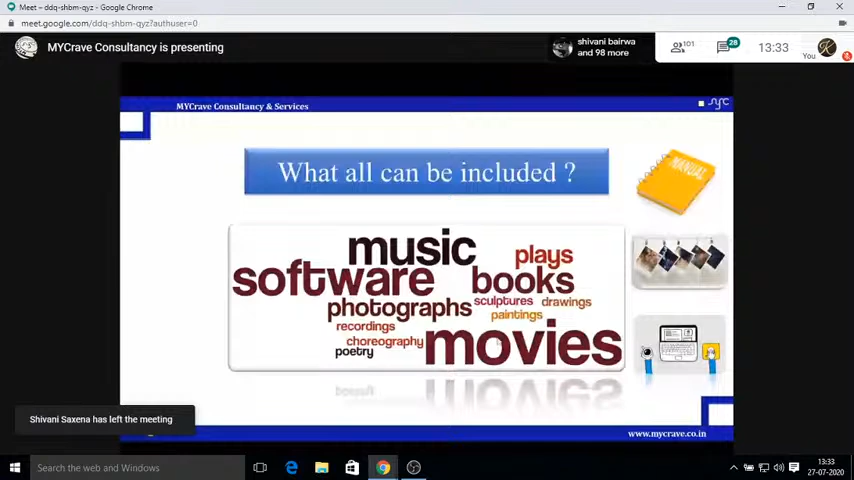 Meet – ddq-shbm-qyz - Google Chrome
meet.google.com/ddq-shbm-qyz?authuser=0
MYCrave Consultancy is presenting
shivani bairwa
and 98 more
101
28
13:33
You
K
MYCrave Consultancy & Services
What all can be included ?
MANUAL
music
plays
software
books
photographs
sculptures
drawings
paintings
recordings
choreography
poetry
movies
Shivani Saxena has left the meeting
www.mycrave.co.in
Search the web and Windows
13:33
27-07-2020